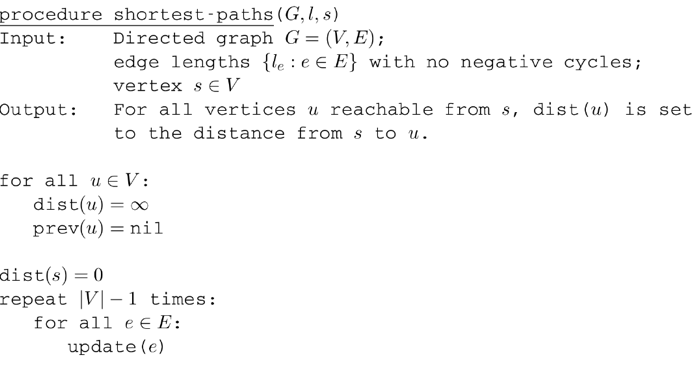 procedure shortest-paths(G, l, s)
Input: Directed graph G = (V, E);
edge lengths {lₑ : e ∈ E} with no negative cycles;
vertex s ∈ V
Output: For all vertices u reachable from s, dist(u) is set
to the distance from s to u.
for all u ∈ V:
dist(u) = ∞
prev(u) = nil
dist(s) = 0
repeat |V| − 1 times:
for all e ∈ E:
update(e)